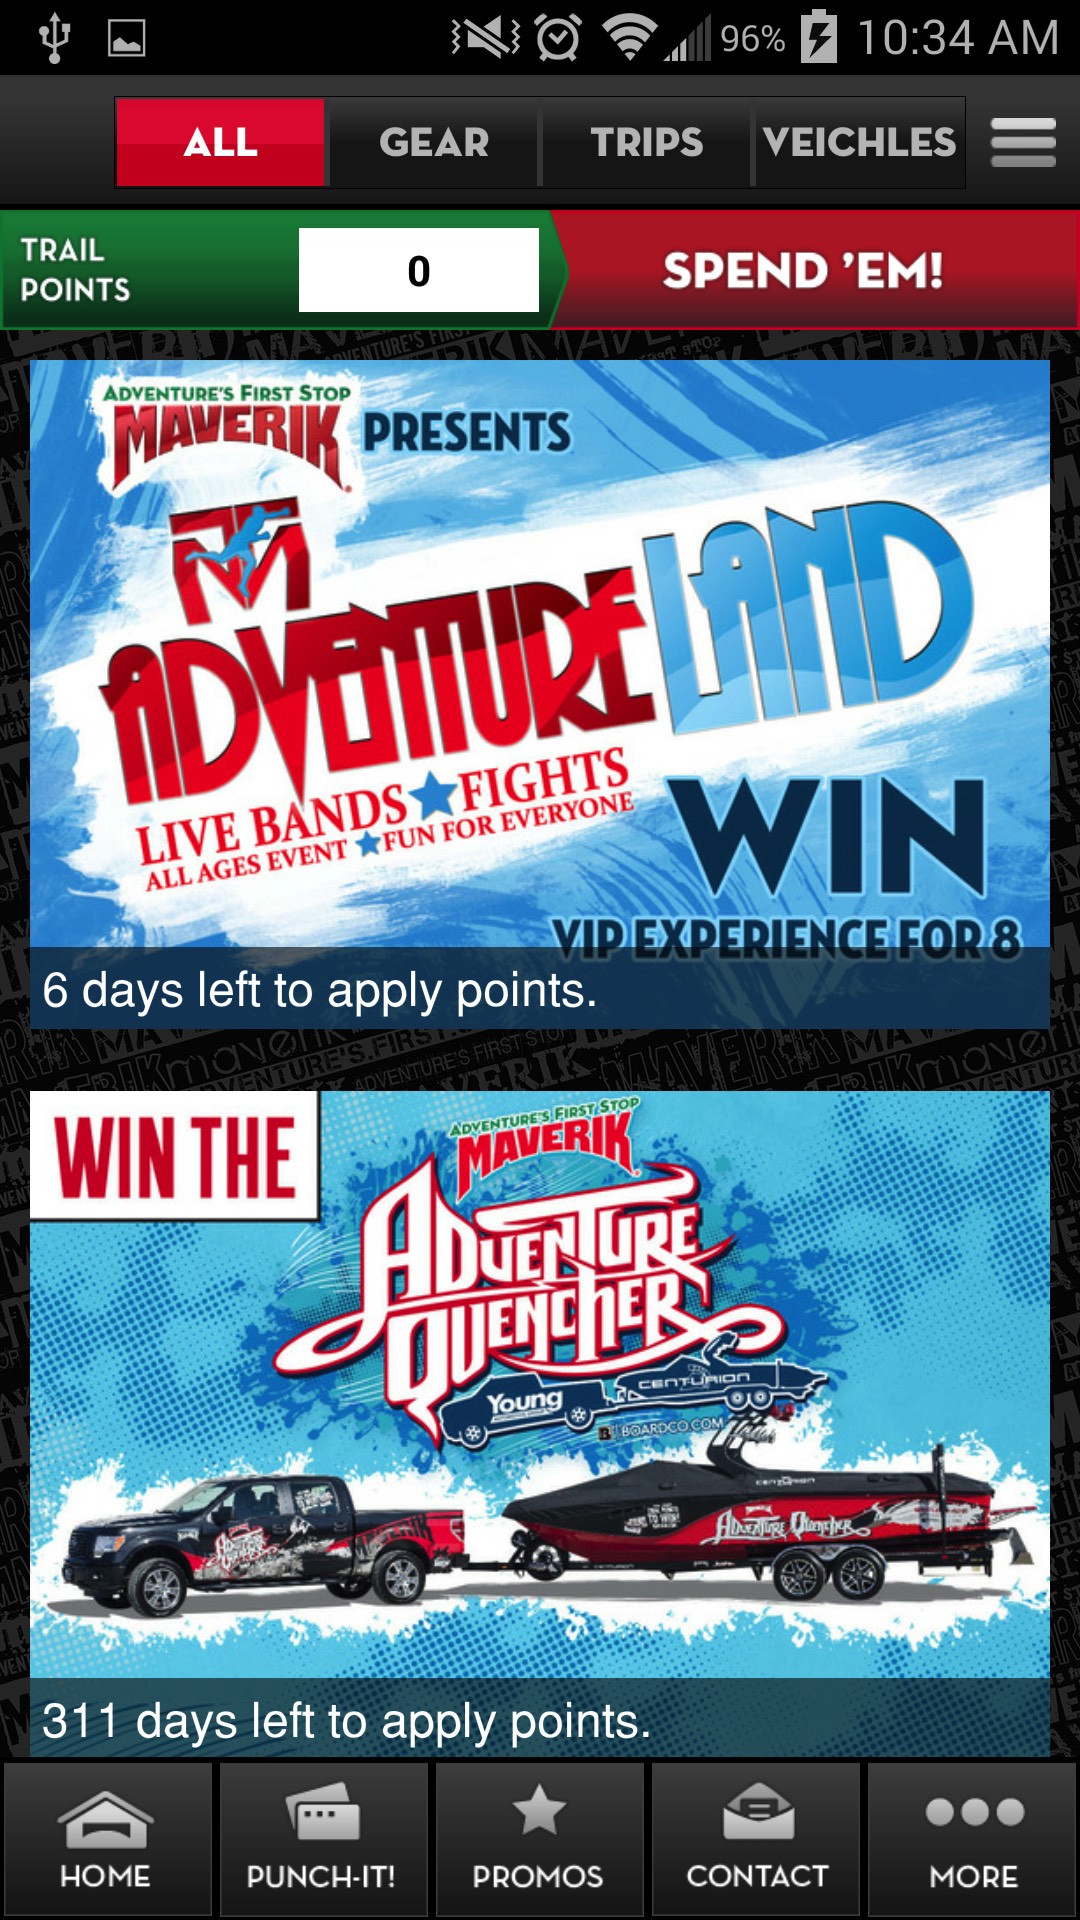 96% 10:34 AM
ALL GEAR TRIPS VEICHLES
TRAIL
POINTS
0
SPEND 'EM!
ADVENTURE'S FIRST STOP
MAVERIK
PRESENTS
ADVENTURELAND
LIVE BANDS FIGHTS
ALL AGES EVENT FUN FOR EVERYONE
WIN
VIP EXPERIENCE FOR 8
6 days left to apply points.
WIN THE
ADVENTURE'S FIRST STOP
MAVERIK
ADVENTURE
QUENCHER
Young
CENTURION
BOARDCO.COM
CENTURION
ADVENTURE QUENCHER
311 days left to apply points.
HOME PUNCH-IT! PROMOS CONTACT MORE